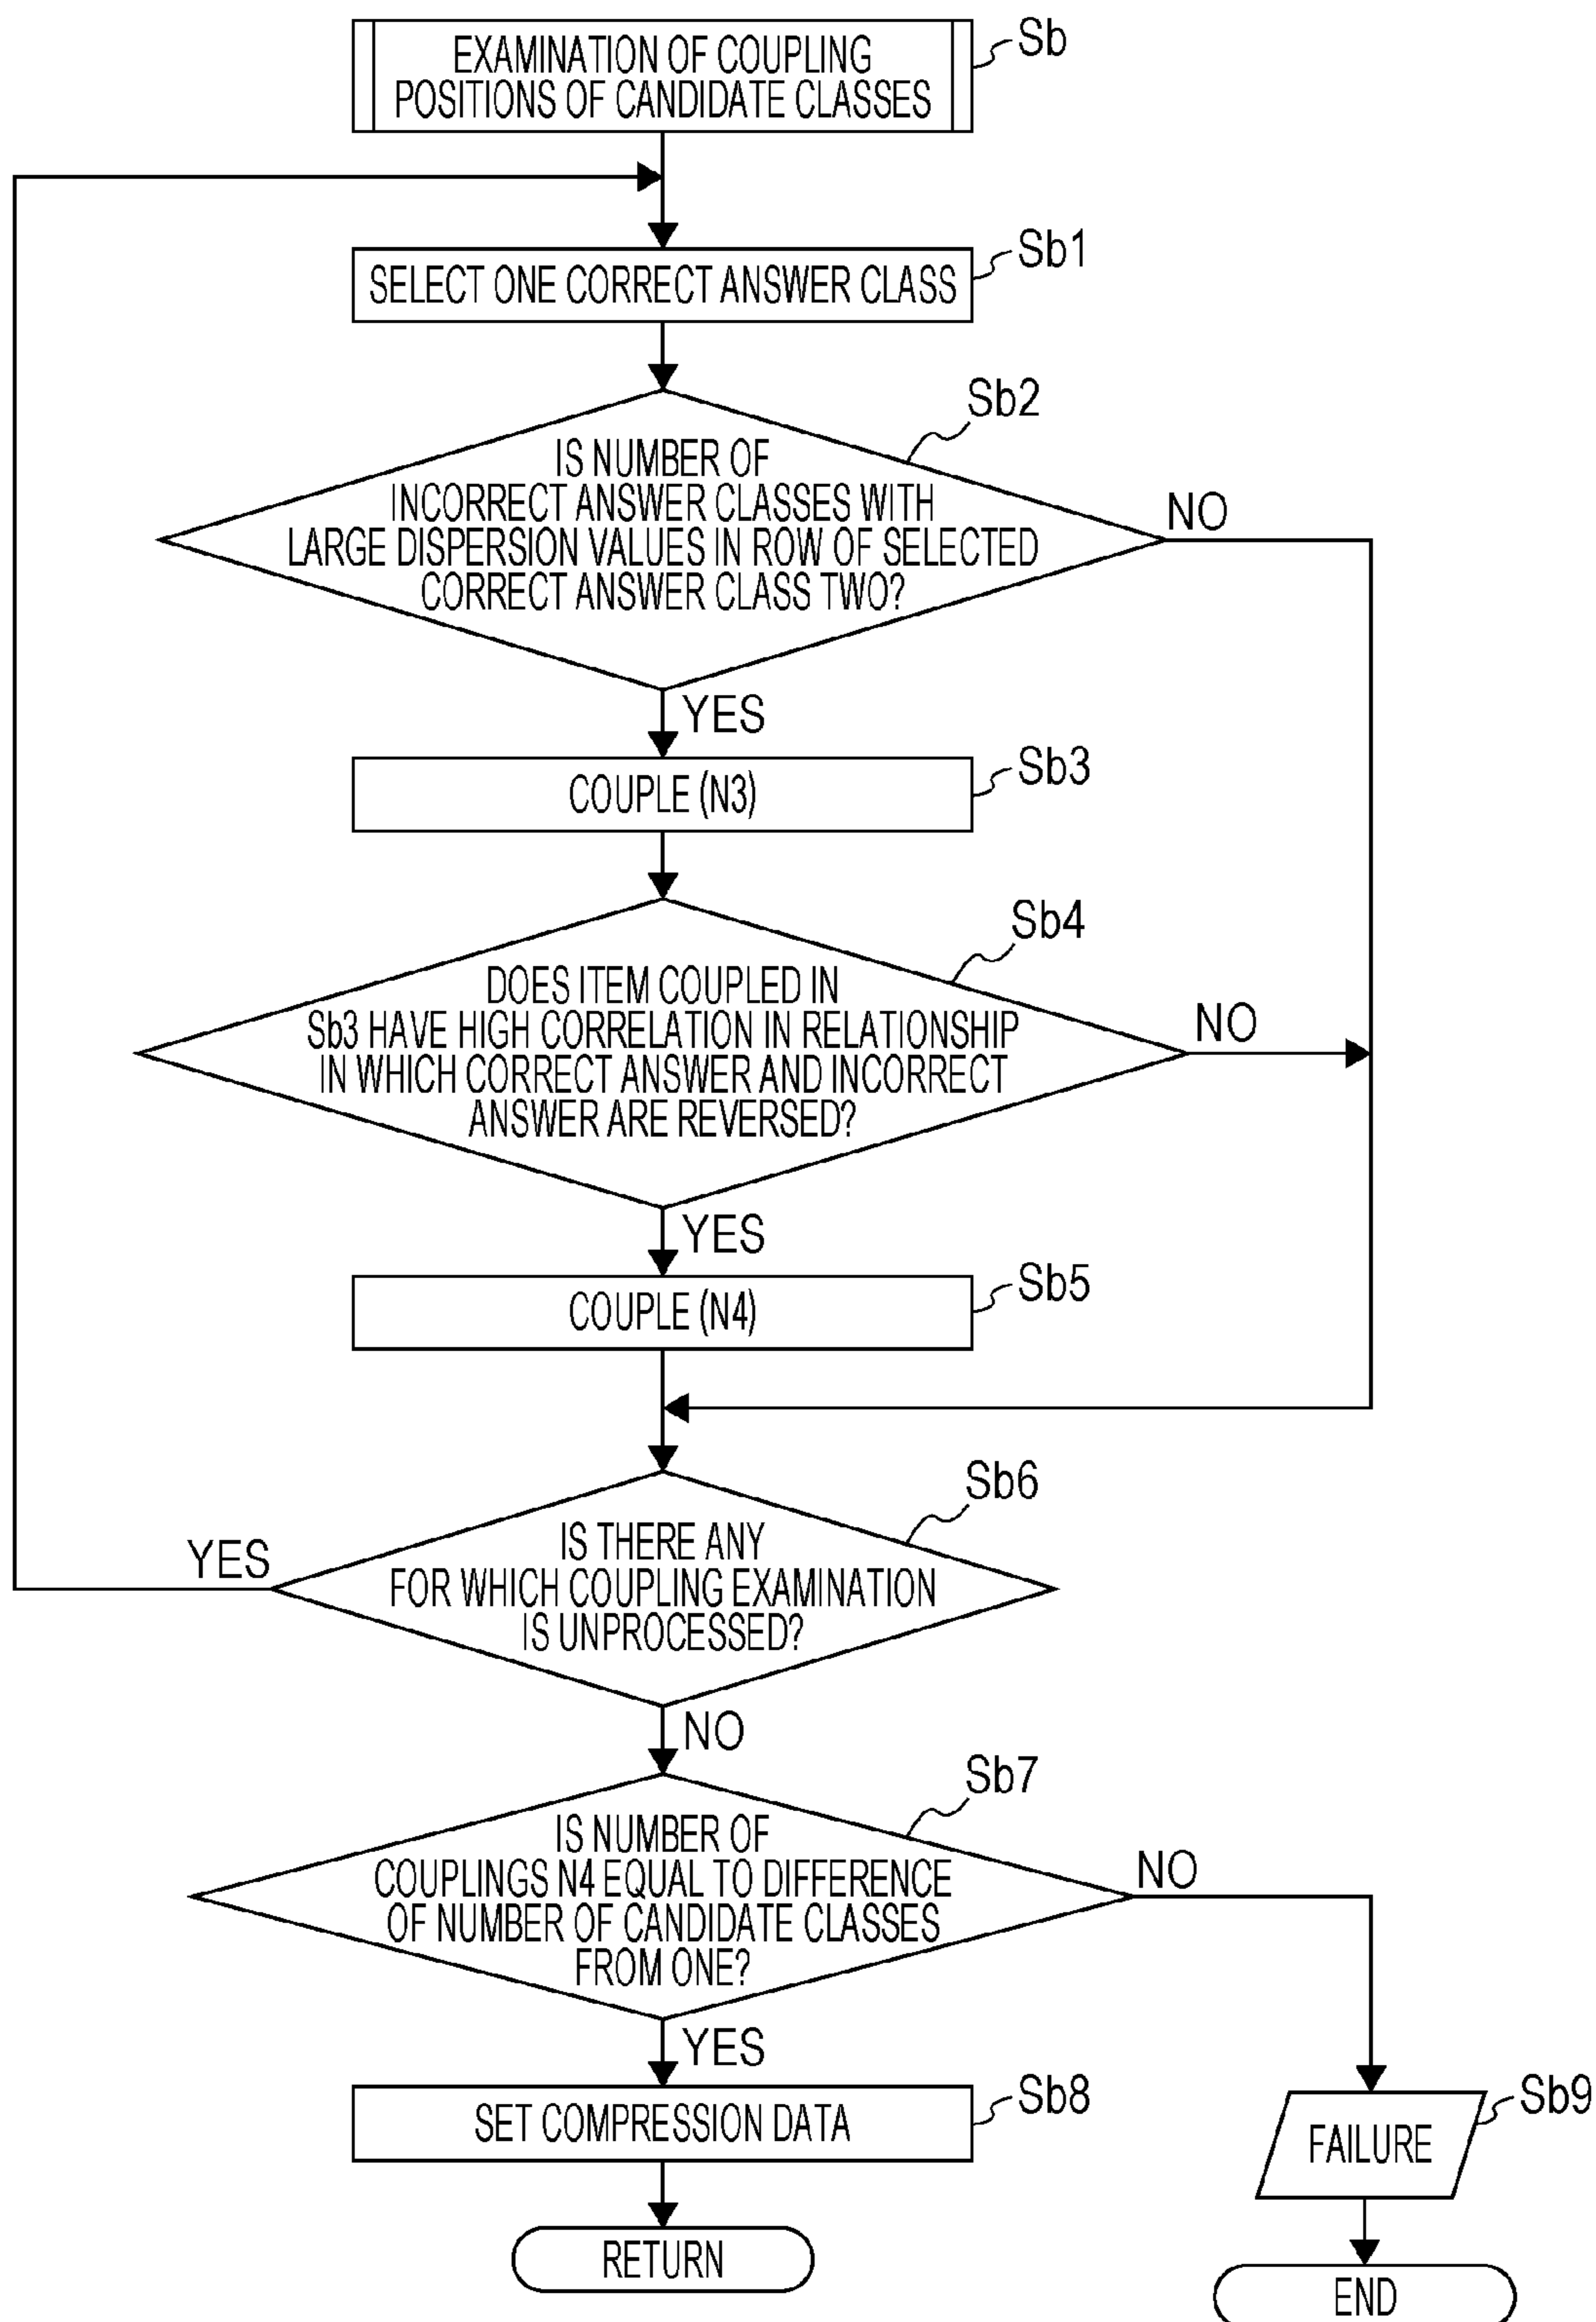 EXAMINATION OF COUPLING
POSITIONS OF CANDIDATE CLASSES
Sb
SELECT ONE CORRECT ANSWER CLASS
Sb1
Sb2
IS NUMBER OF
INCORRECT ANSWER CLASSES WITH
LARGE DISPERSION VALUES IN ROW OF SELECTED
CORRECT ANSWER CLASS TWO?
NO
YES
COUPLE (N3)
Sb3
Sb4
DOES ITEM COUPLED IN
Sb3 HAVE HIGH CORRELATION IN RELATIONSHIP
IN WHICH CORRECT ANSWER AND INCORRECT
ANSWER ARE REVERSED?
NO
YES
COUPLE (N4)
Sb5
Sb6
IS THERE ANY
FOR WHICH COUPLING EXAMINATION
IS UNPROCESSED?
YES
NO
Sb7
IS NUMBER OF
COUPLINGS N4 EQUAL TO DIFFERENCE
OF NUMBER OF CANDIDATE CLASSES
FROM ONE?
NO
YES
SET COMPRESSION DATA
Sb8
FAILURE
Sb9
RETURN
END